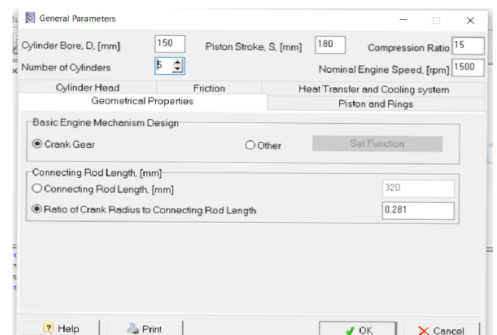 General Parameters
Cylinder Bore, D, [mm] 150 Piston Stroke, S, [mm] 180 Compression Ratio 15
Number of Cylinders 6 Nominal Engine Speed, [rpm] 1500
Cylinder Head Friction Heat Transfer and Cooling system
Geometrical Properties Piston and Rings
Basic Engine Mechanism Design
Crank Gear Other Set Function
Connecting Rod Length, [mm]
Connecting Rod Length, [mm] 320
Ratio of Crank Radius to Connecting Rod Length 0.281
Help Print OK Cancel